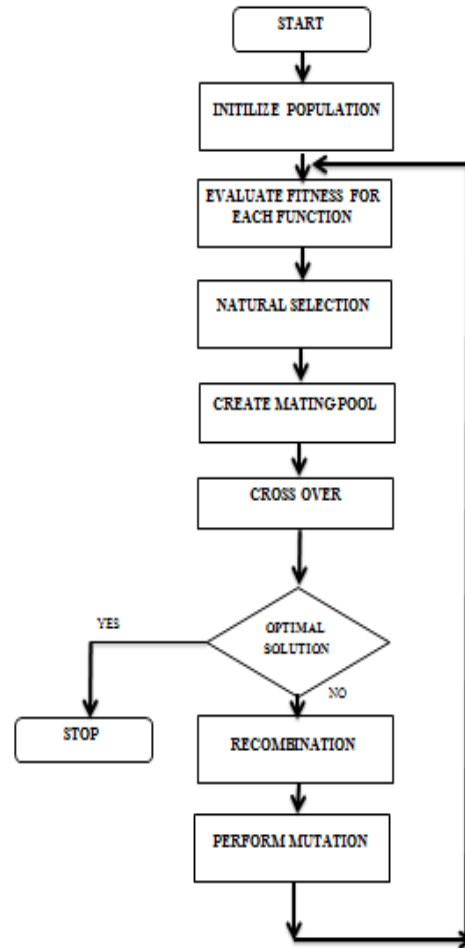 START
INITILIZE POPULATION
EVALUATE FITNESS FOR
EACH FUNCTION
NATURAL SELECTION
CREATE MATING POOL
CROSS OVER
YES
OPTIMAL
SOLUTION
NO
STOP
RECOMBINATION
PERFORM MUTATION